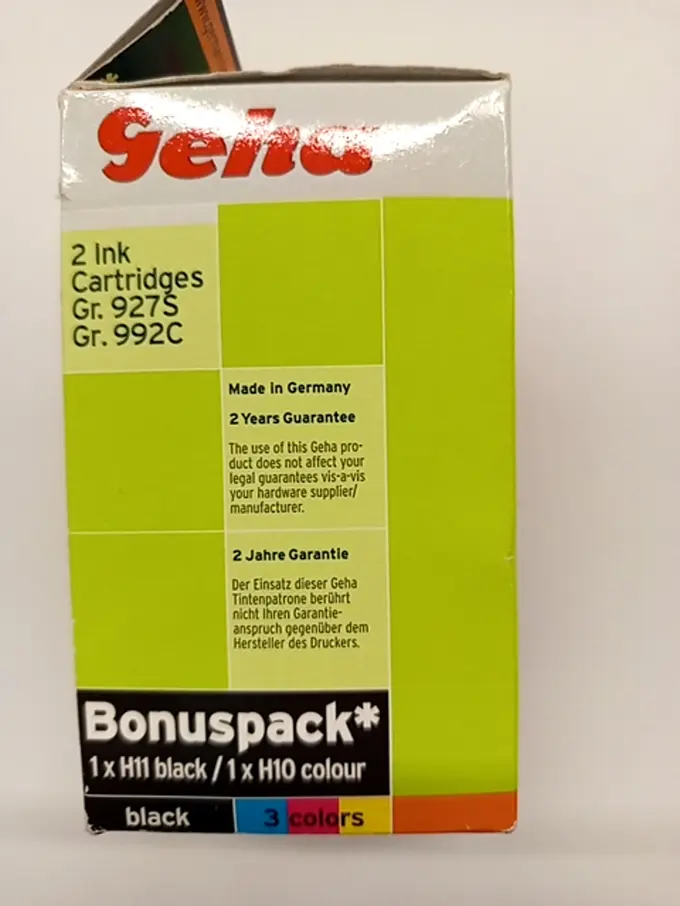 Geha
2 Ink
Cartridges
Gr. 927S
Gr. 992C
Made in Germany
2 Years Guarantee
The use of this Geha pro-
duct does not affect your
legal guarantees vis-a-vis
your hardware supplier/
manufacturer.
2 Jahre Garantie
Der Einsatz dieser Geha
Tintenpatrone berührt
nicht Ihren Garantie-
anspruch gegenüber dem
Hersteller des Druckers.
Bonuspack*
1 x H11 black / 1 x H10 colour
black
3 colors